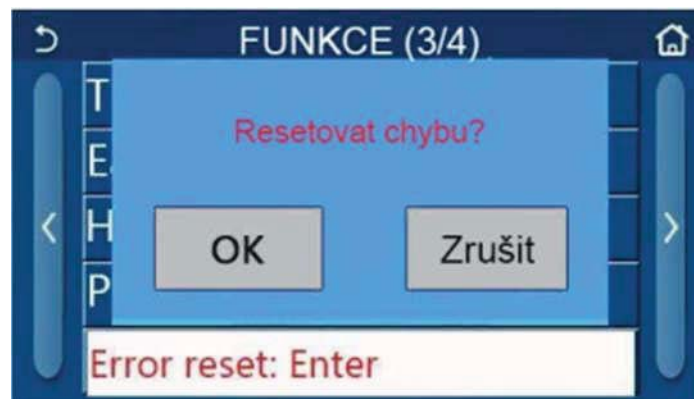 FUNKCE (3/4)
T
Resetovat chybu?
E
H
OK
Zrušit
P
Error reset: Enter